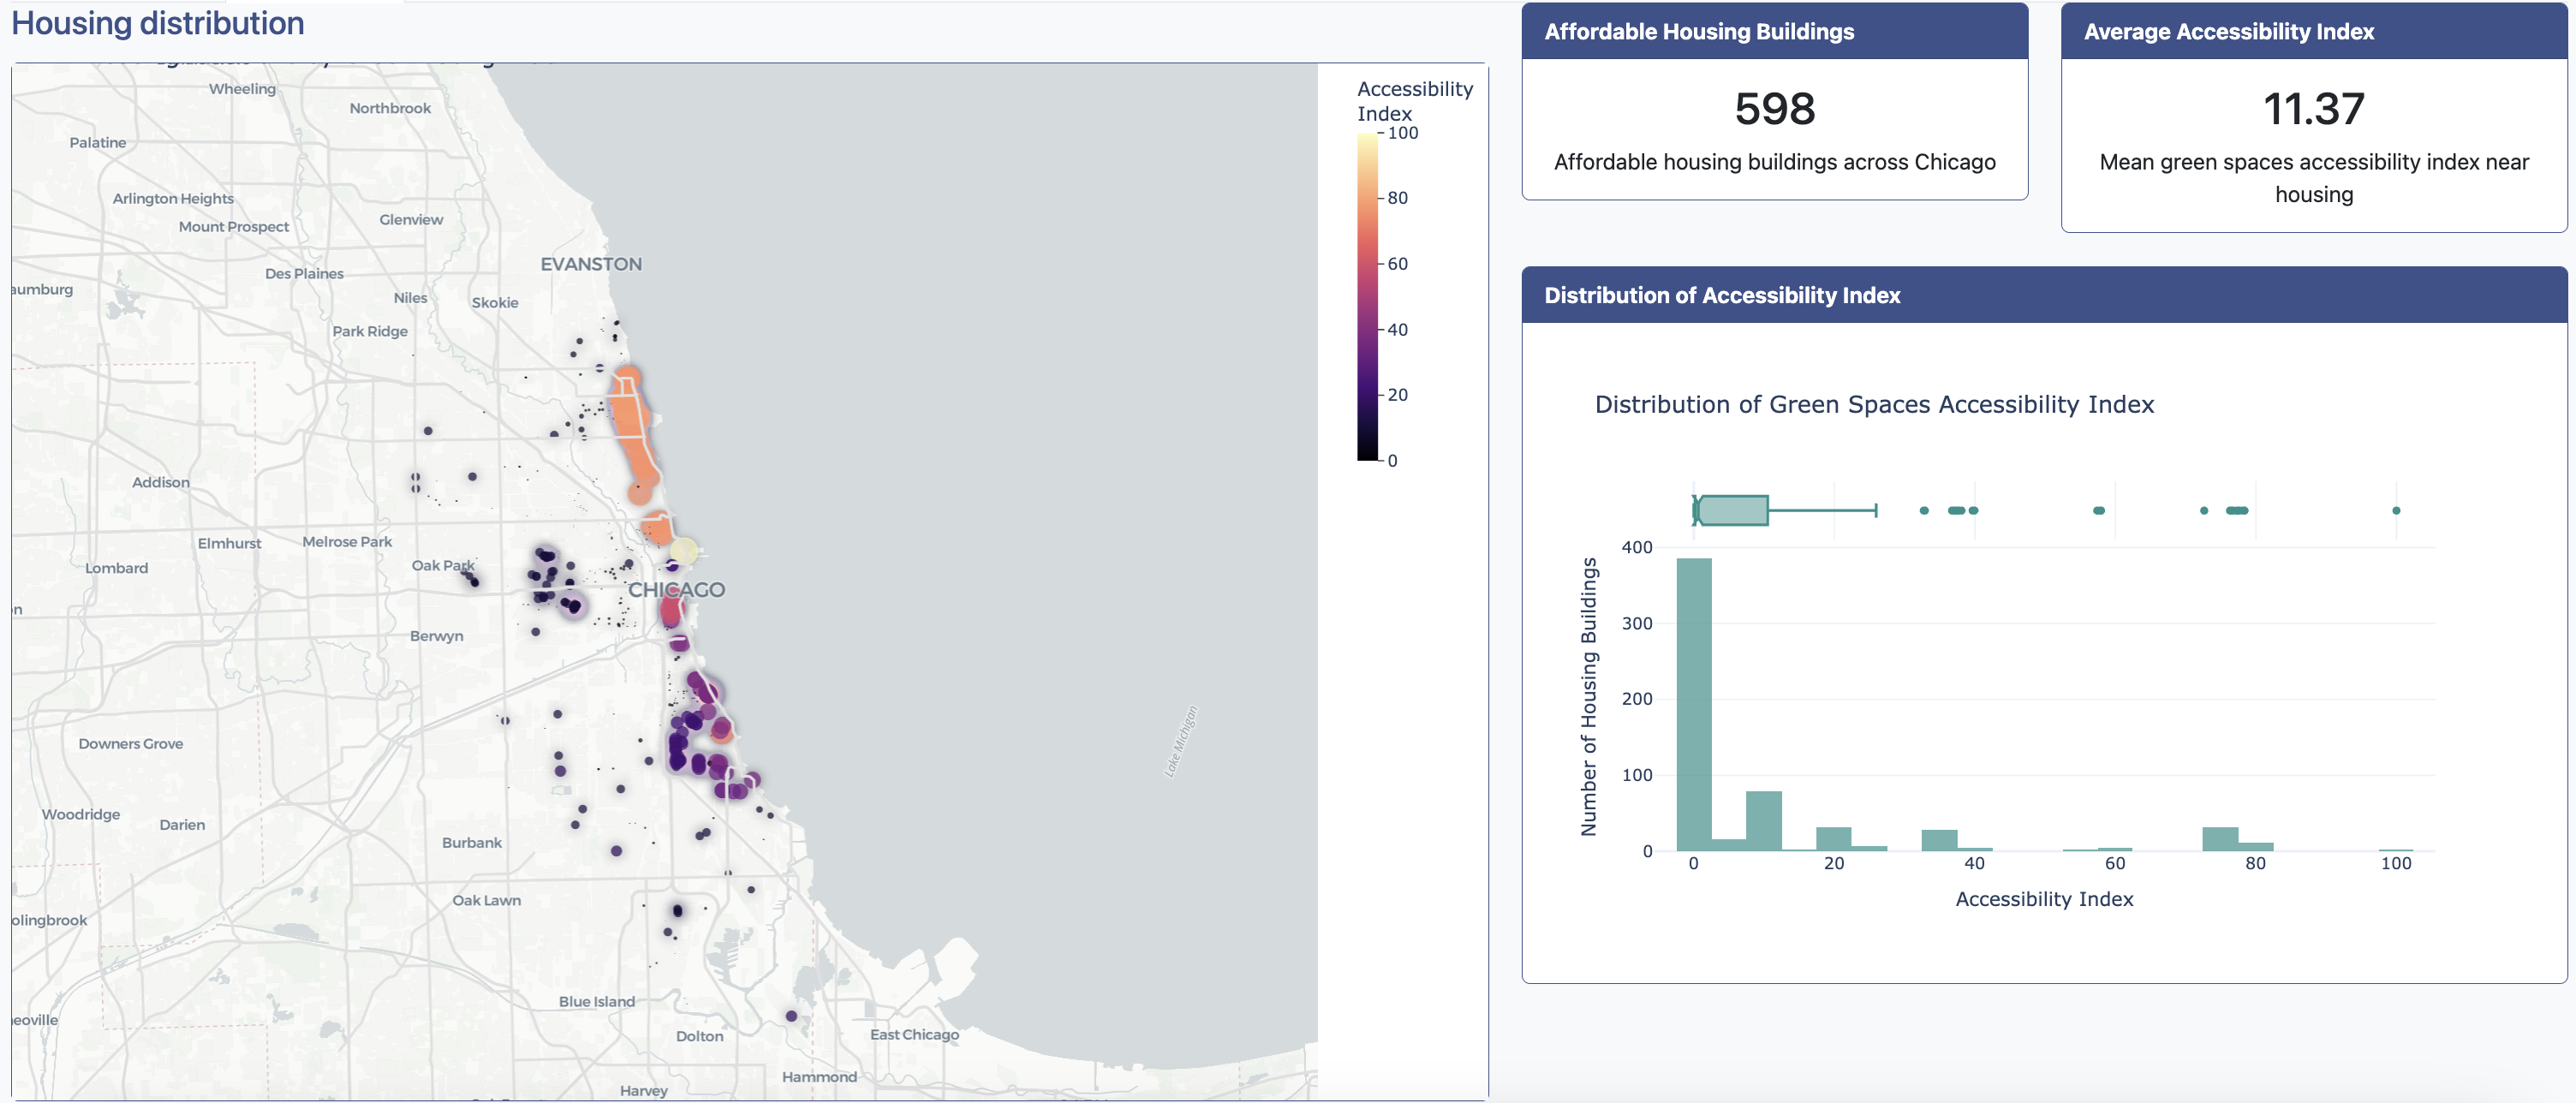 Housing distribution
Wheeling
Northbrook
Palatine
Arlington Heights
Mount Prospect
Glenview
EVANSTON
Des Plaines
aumburg
Niles
Skokie
Park Ridge
Addison
Elmhurst
Melrose Park
Oak Park
Lombard
CHICAGO
n
Berwyn
Lake Michigan
Downers Grove
Woodridge
Darien
Burbank
Oak Lawn
olingbrook
Blue Island
eoville
Dolton
East Chicago
Hammond
Harvey
Accessibility
Index
100
80
60
40
20
0
Affordable Housing Buildings
598
Affordable housing buildings across Chicago
Average Accessibility Index
11.37
Mean green spaces accessibility index near
housing
Distribution of Accessibility Index
Distribution of Green Spaces Accessibility Index
Number of Housing Buildings
400
300
200
100
0
0 20 40 60 80 100
Accessibility Index